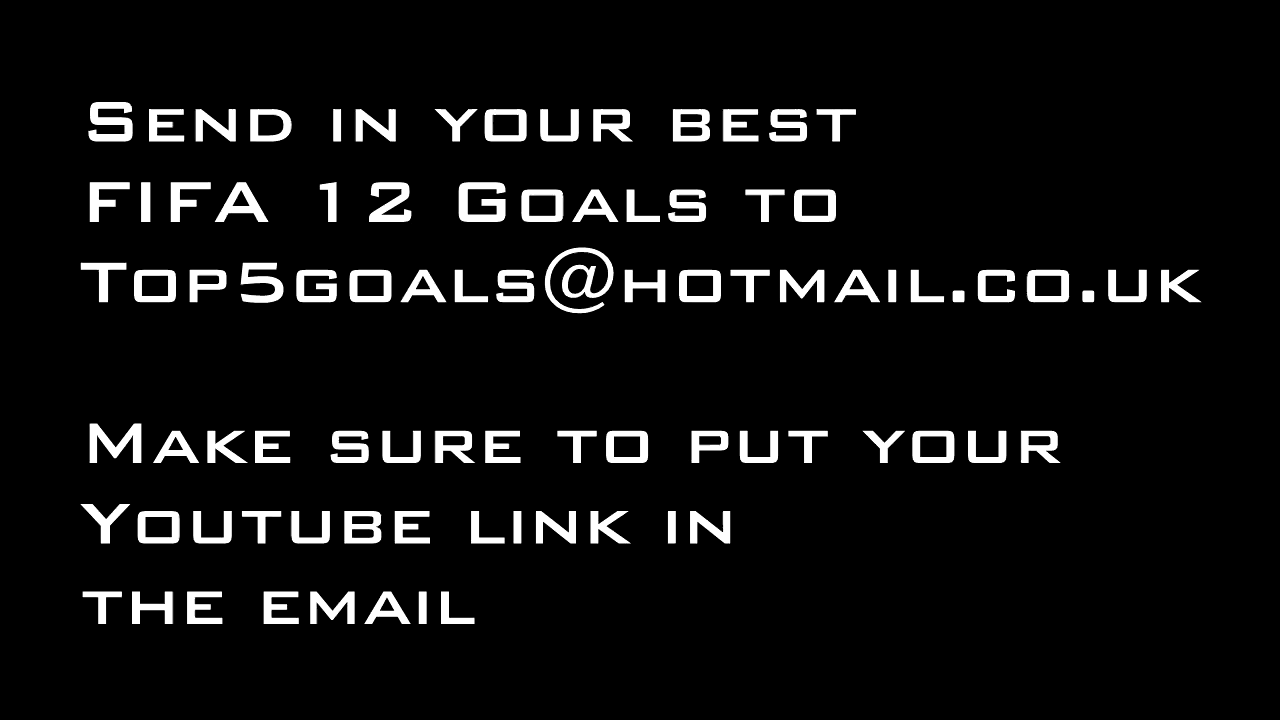 Send in your best
FIFA 12 Goals to
Top5goals@hotmail.co.uk
Make sure to put your
Youtube link in
the email